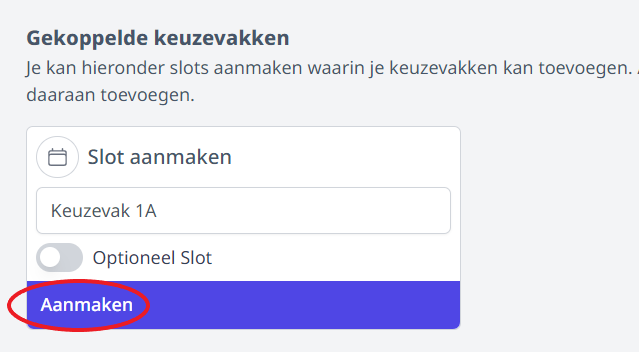 Gekoppelde keuzevakken
Je kan hieronder slots aanmaken waarin je keuzevakken kan toevoegen.
daaraan toevoegen.
Slot aanmaken
Keuzevak 1A
Optioneel Slot
Aanmaken